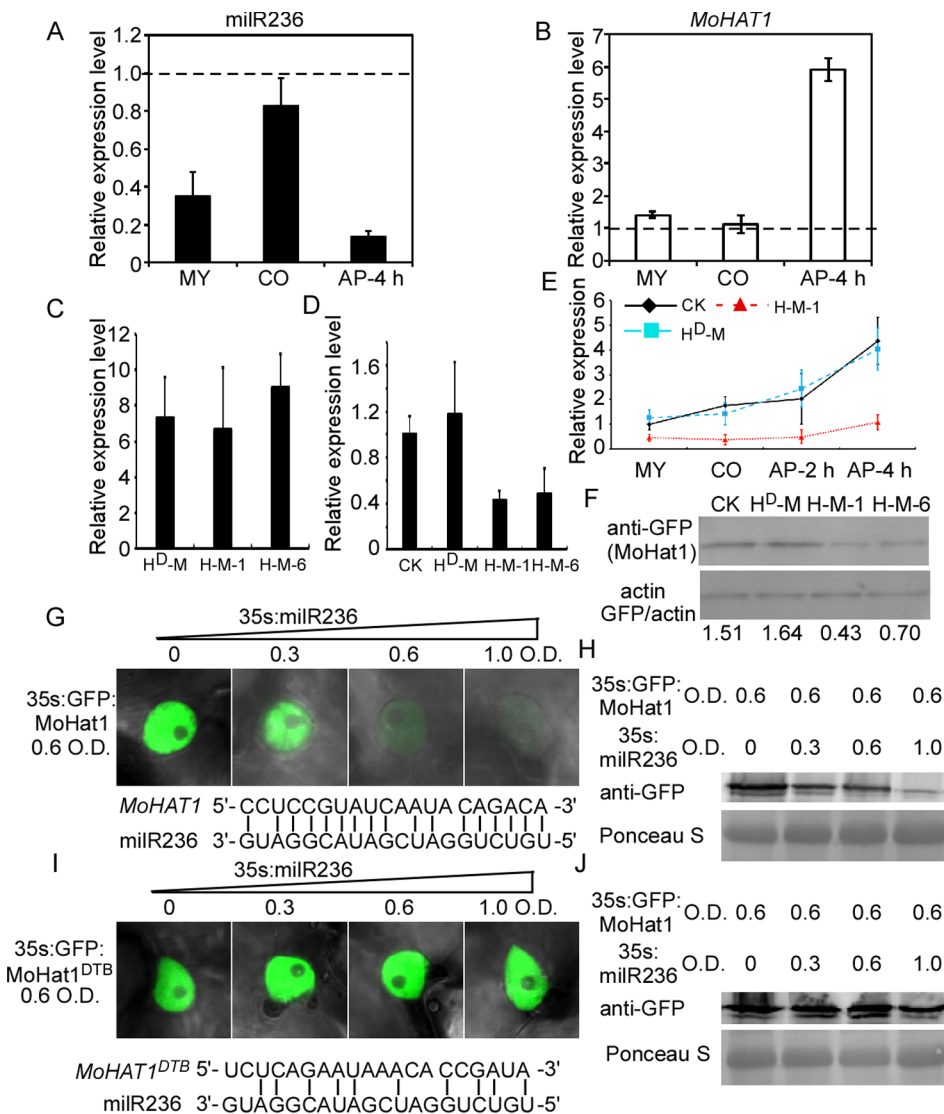 A
milR236
Relative expression level
1.2
1.0
0.8
0.6
0.4
0.2
0
MY CO AP-4 h
B
MoHAT1
Relative expression level
7
6
5
4
3
2
1
0
MY CO AP-4 h
C
Relative expression level
12
10
8
6
4
2
0
H^D-M H-M-1 H-M-6
D
Relative expression level
1.6
1.2
0.8
0.4
0
CK H^D-M H-M-1 H-M-6
E
Relative expression
CK H-M-1
H^D-M
6
5
4
3
2
1
0
MY CO AP-2 h AP-4 h
F
CK H^D-M H-M-1 H-M-6
anti-GFP
(MoHat1)
actin
GFP/actin
1.51 1.64 0.43 0.70
G
35s:milR236
0 0.3 0.6 1.0 O.D.
35s:GFP:
MoHat1
0.6 O.D.
MoHAT1 5'- CCUCCGUAUCAAUA CAGACA -3'
milR236 3'-GUAGGCAUAGCUAGGUCUGU-5'
H
35s:GFP:
MoHat1 O.D. 0.6 0.6 0.6 0.6
35s:
milR236 O.D. 0 0.3 0.6 1.0
anti-GFP
Ponceau S
I
35s:milR236
0 0.3 0.6 1.0 O.D.
35s:GFP:
MoHat1^DTB
0.6 O.D.
MoHAT1^DTB 5'- UCUCAGAAUAAACA CCGAUA -3'
milR236 3'-GUAGGCAUAGCUAGGUCUGU-5'
J
35s:GFP:
MoHat1 O.D. 0.6 0.6 0.6 0.6
35s:
milR236 O.D. 0 0.3 0.6 1.0
anti-GFP
Ponceau S